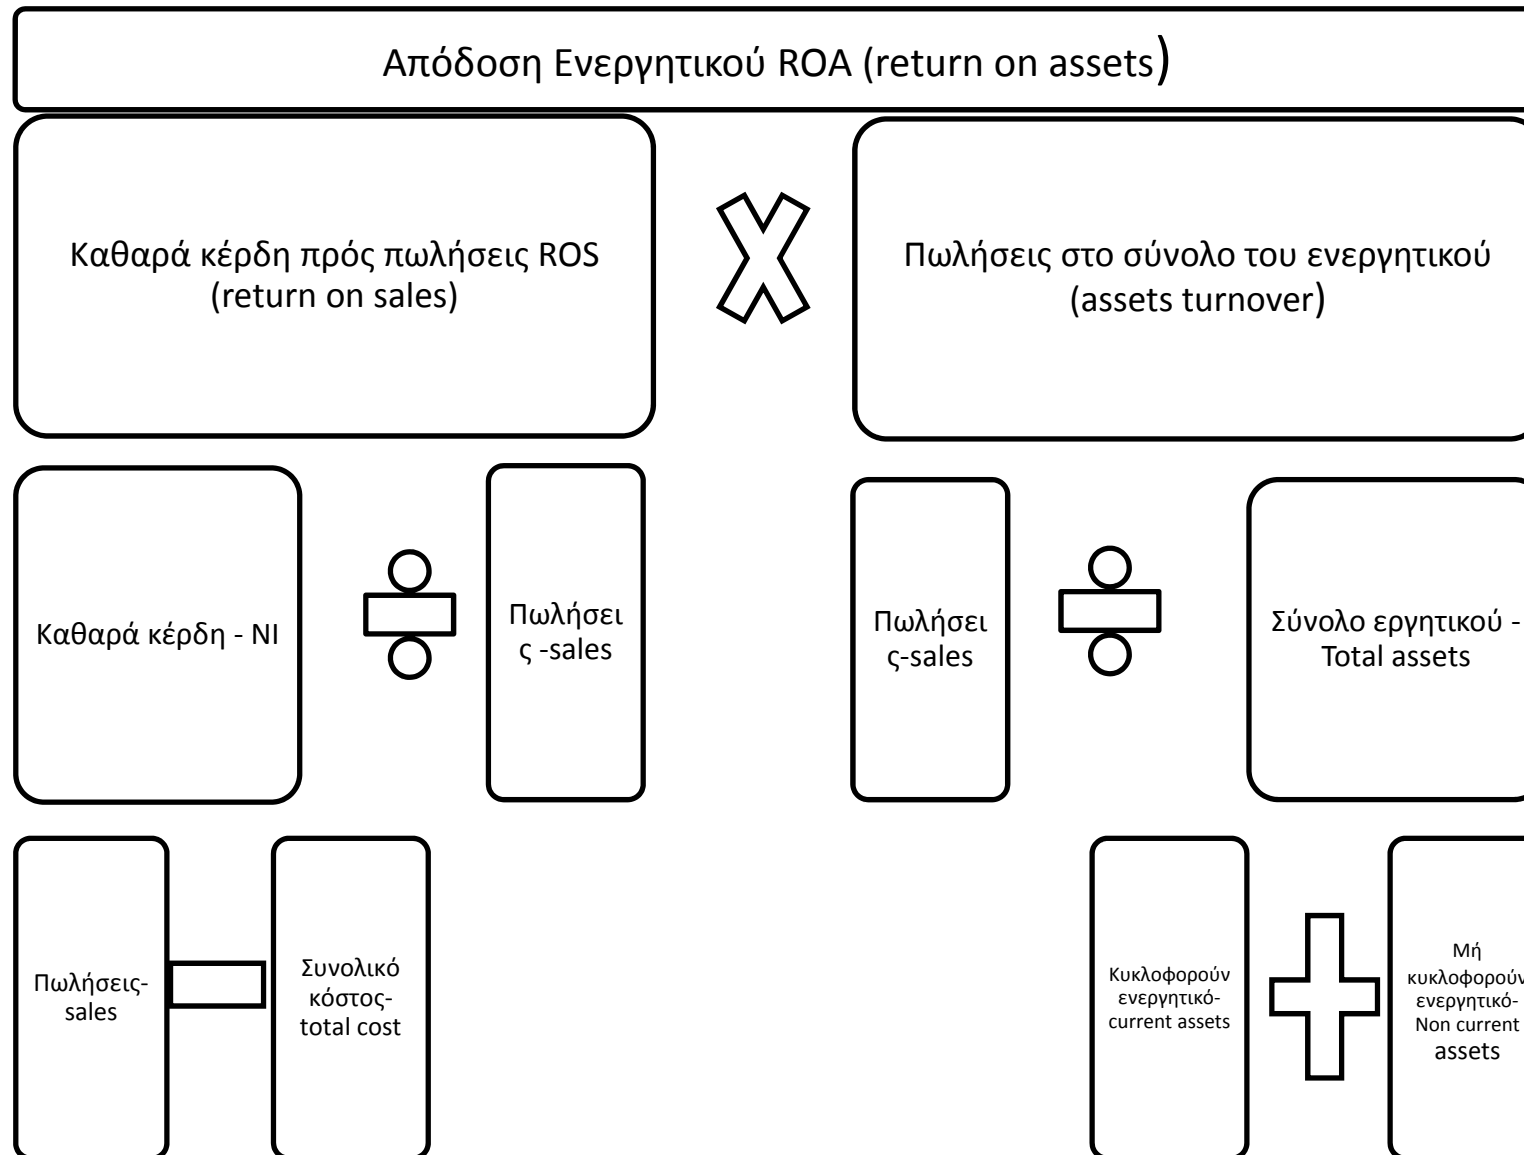 Απόδοση Ενεργητικού ROA (return on assets)
Καθαρά κέρδη πρός πωλήσεις ROS
(return on sales)
Πωλήσεις στο σύνολο του ενεργητικού
(assets turnover)
Καθαρά κέρδη - NI
Πωλήσει
ς -sales
Πωλήσει
ς-sales
Σύνολο εργητικού -
Total assets
Πωλήσεις-
sales
Συνολικό
κόστος-
total cost
Κυκλοφορούν
ενεργητικό-
current assets
Μή
κυκλοφορούν
ενεργητικό-
Non current
assets